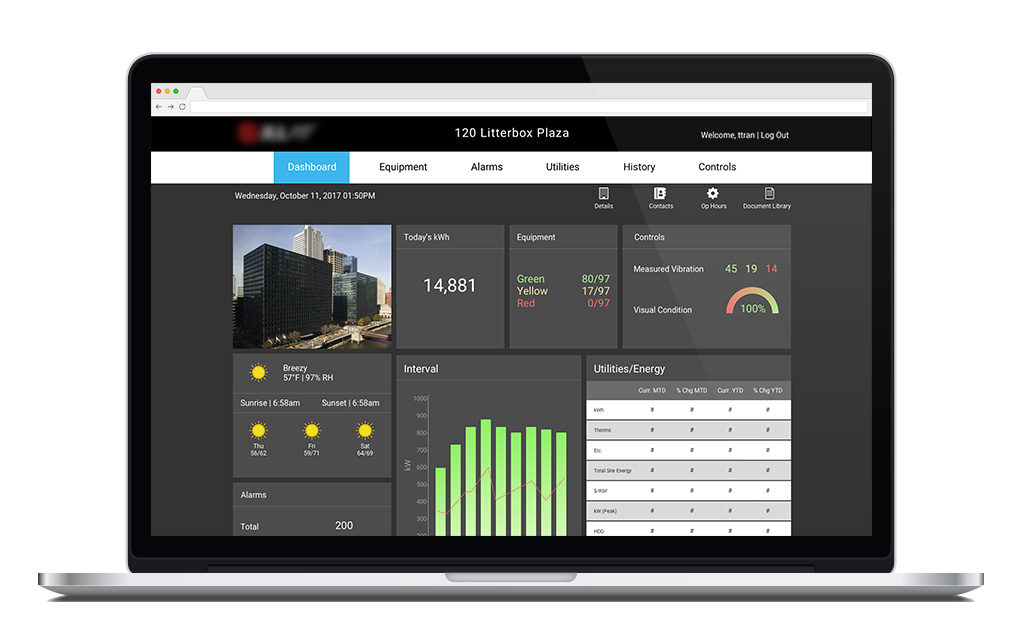 120 Litterbox Plaza
Welcome, ttran | Log Out
Dashboard Equipment Alarms Utilities History Controls
Wednesday, October 11, 2017 01:50PM
Details Contacts Op Hours Document Library
Today's kWh
14,881
Equipment
Green 80/97
Yellow 17/97
Red 0/97
Controls
Measured Vibration 45 19 14
Visual Condition 100%
Breezy
57°F | 97% RH
Sunrise | 6:58am Sunset | 6:58am
Thu Fri Sat
56/62 59/71 64/69
Alarms
Total 200
Interval
1000
900
800
700
600
500
400
300
200
kW
Utilities/Energy
Curr. MTD % Chg MTD Curr. YTD % Chg YTD
kWh # # # #
Therms # # # #
Etc. # # # #
Total Site Energy # # # #
$/RSF # # # #
kW (Peak) # # # #
HDD # # # #